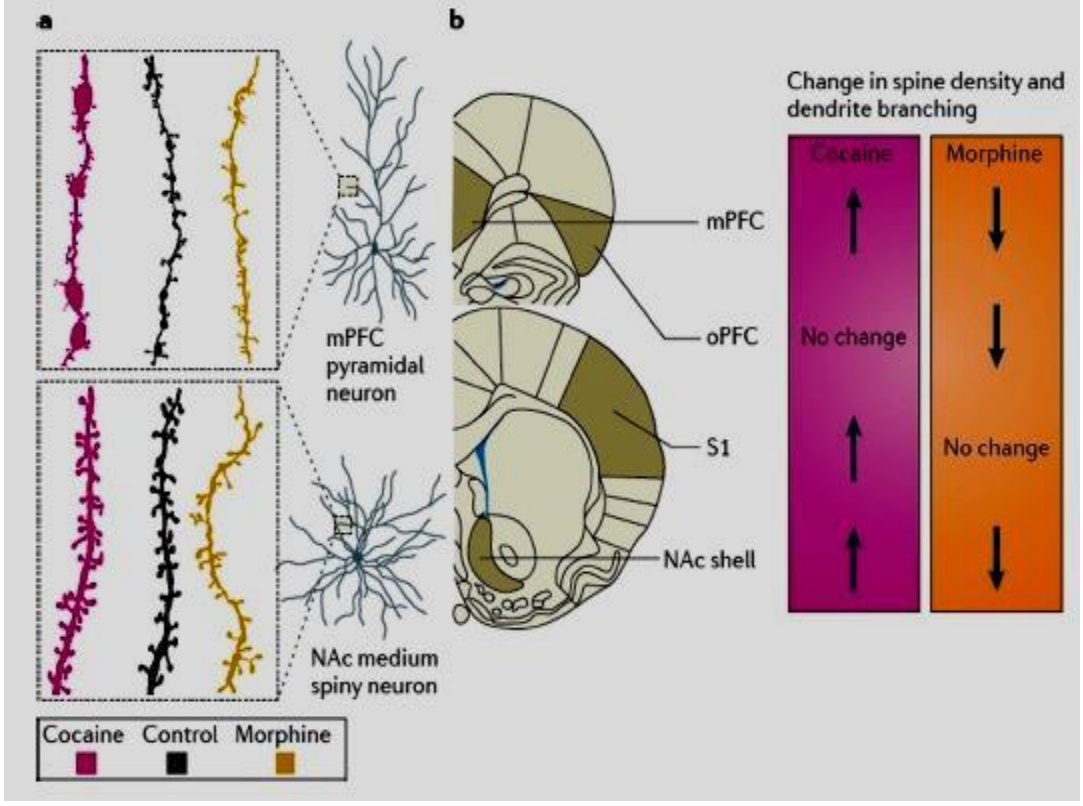 a
mPFC
pyramidal
neuron
NAc medium
spiny neuron
Cocaine Control Morphine
b
mPFC
oPFC
S1
NAc shell
Change in spine density and
dendrite branching
Cocaine Morphine
No change
No change